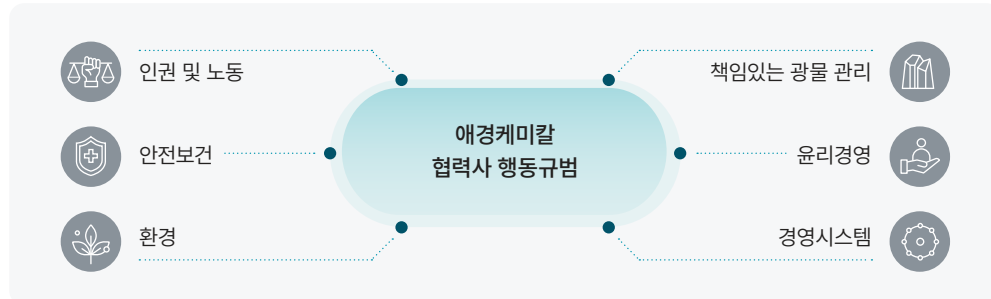 인권 및 노동
안전보건
환경
애경케미칼
협력사 행동규범
책임있는 광물 관리
윤리경영
경영시스템